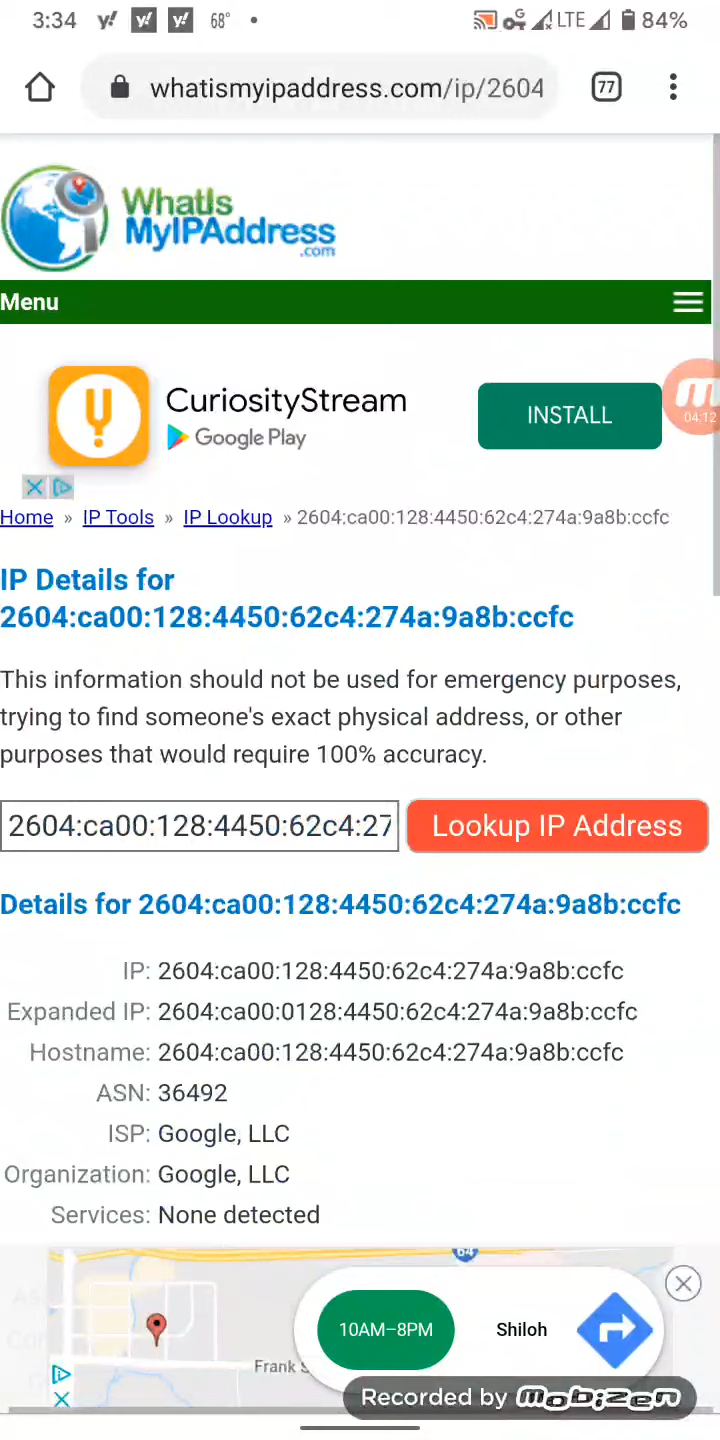 3:34 y! y! y! 68° LTE 84%
whatismyipaddress.com/ip/2604 77
WhatIs
MyIPAddress
.com
Menu
CuriosityStream
Google Play
INSTALL
04:12
Home » IP Tools » IP Lookup » 2604:ca00:128:4450:62c4:274a:9a8b:ccfc
IP Details for
2604:ca00:128:4450:62c4:274a:9a8b:ccfc
This information should not be used for emergency purposes,
trying to find someone's exact physical address, or other
purposes that would require 100% accuracy.
2604:ca00:128:4450:62c4:27 Lookup IP Address
Details for 2604:ca00:128:4450:62c4:274a:9a8b:ccfc
IP: 2604:ca00:128:4450:62c4:274a:9a8b:ccfc
Expanded IP: 2604:ca00:0128:4450:62c4:274a:9a8b:ccfc
Hostname: 2604:ca00:128:4450:62c4:274a:9a8b:ccfc
ASN: 36492
ISP: Google, LLC
Organization: Google, LLC
Services: None detected
64
10AM–8PM Shiloh
Frank S
Recorded by mobizen